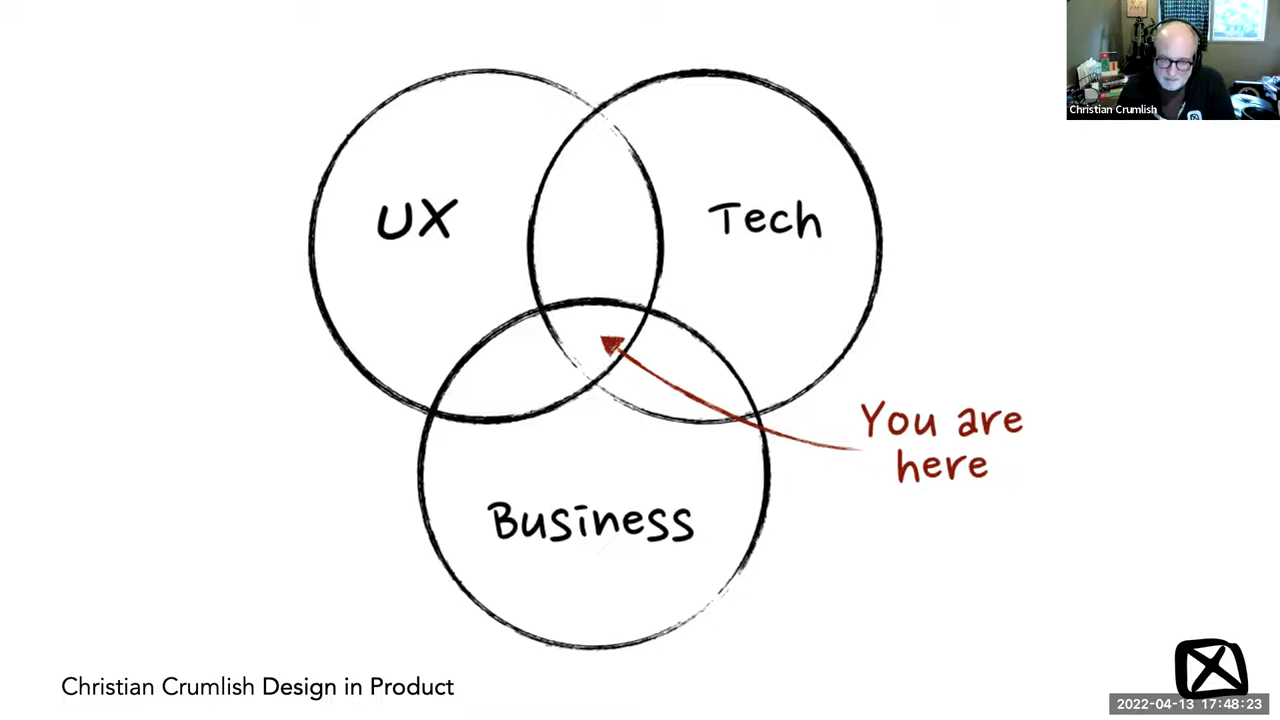 Christian Crumlish
UX
Tech
You are
here
Business
Christian Crumlish Design in Product
2022-04-13 17:48:23